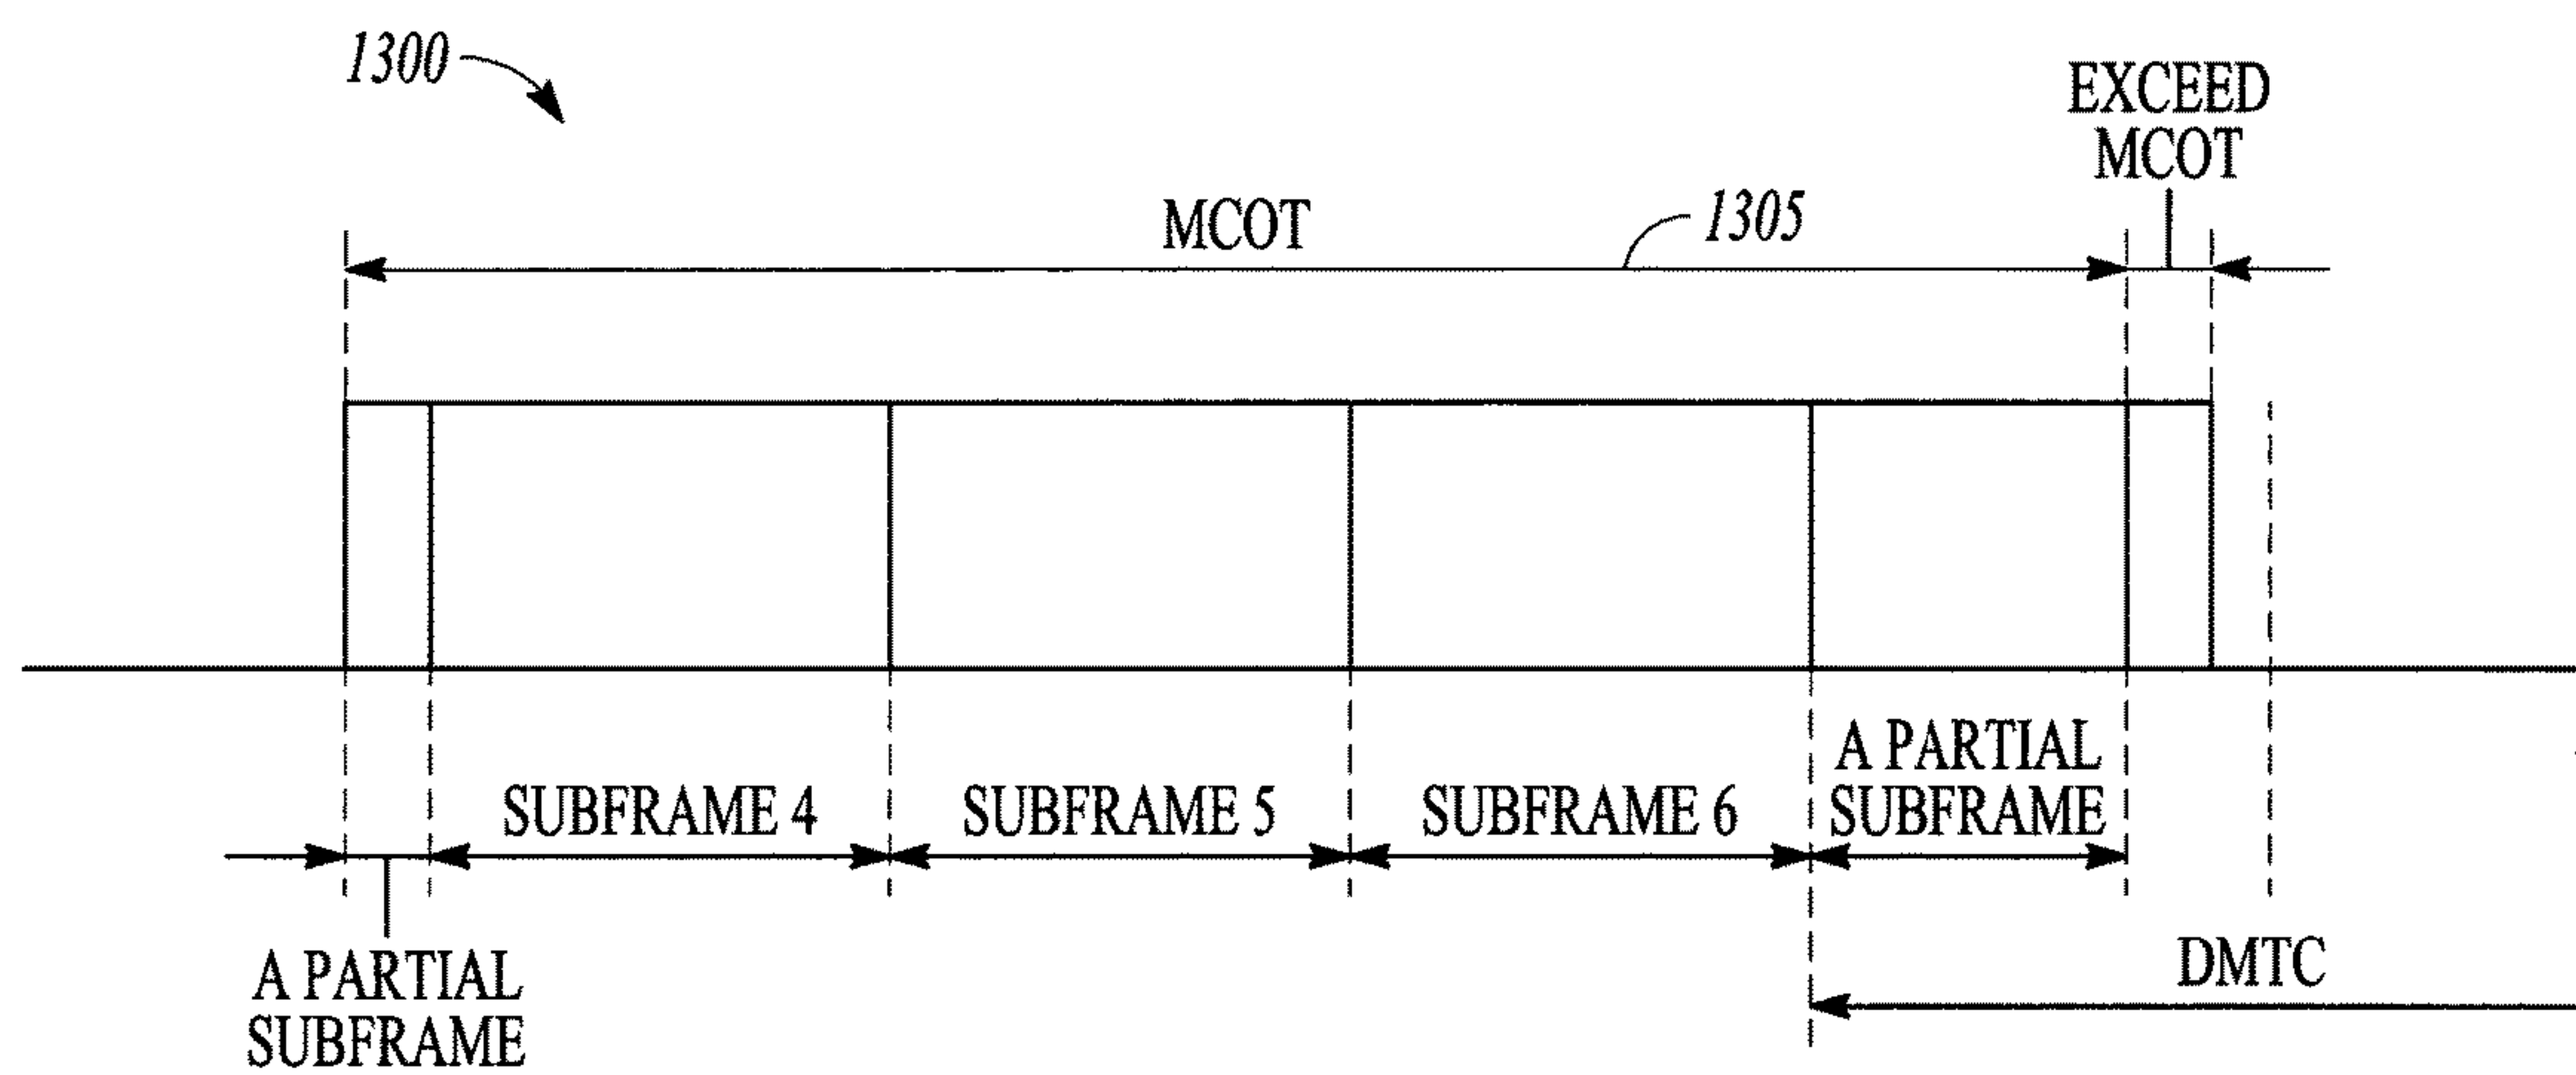 1300
EXCEED
MCOT
MCOT
1305
SUBFRAME 4
SUBFRAME 5
SUBFRAME 6
A PARTIAL
SUBFRAME
A PARTIAL
SUBFRAME
DMTC